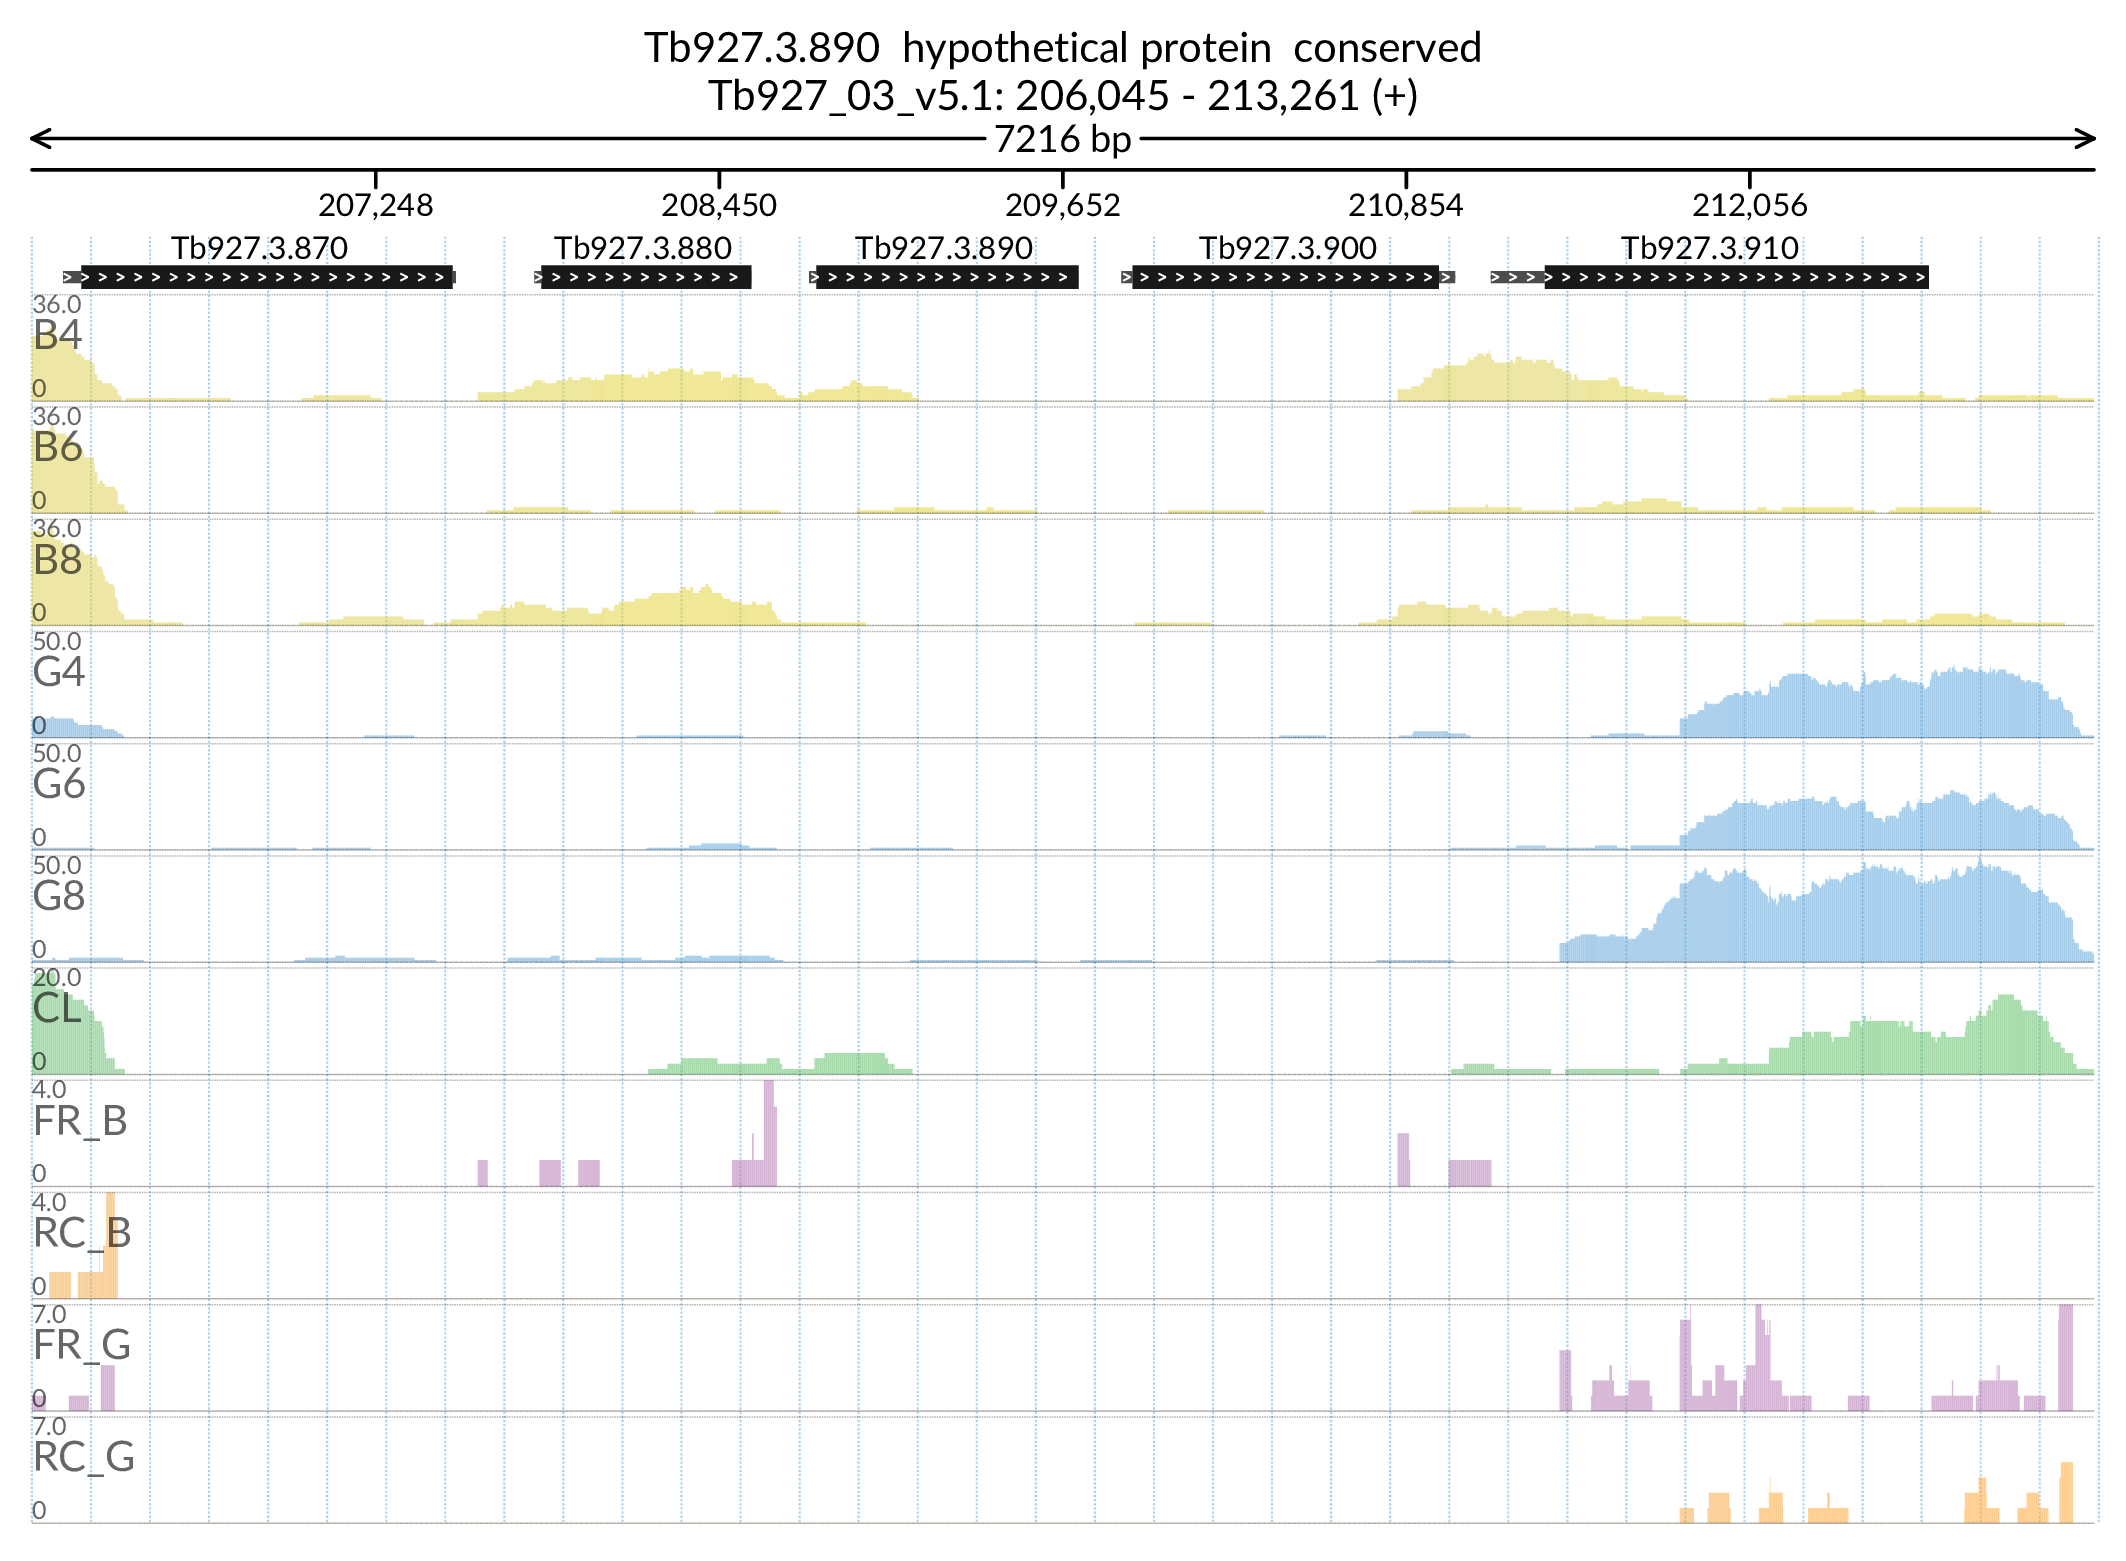 Tb927.3.890 hypothetical protein conserved
Tb927_03_v5.1: 206,045 - 213,261 (+)
7216 bp
207,248 208,450 209,652 210,854 212,056
Tb927.3.870 Tb927.3.880 Tb927.3.890 Tb927.3.900 Tb927.3.910
36.0
B4
0
36.0
B6
0
36.0
B8
0
50.0
G4
0
50.0
G6
0
50.0
G8
0
20.0
CL
0
4.0
FR_B
0
4.0
RC_B
0
7.0
FR_G
0
7.0
RC_G
0